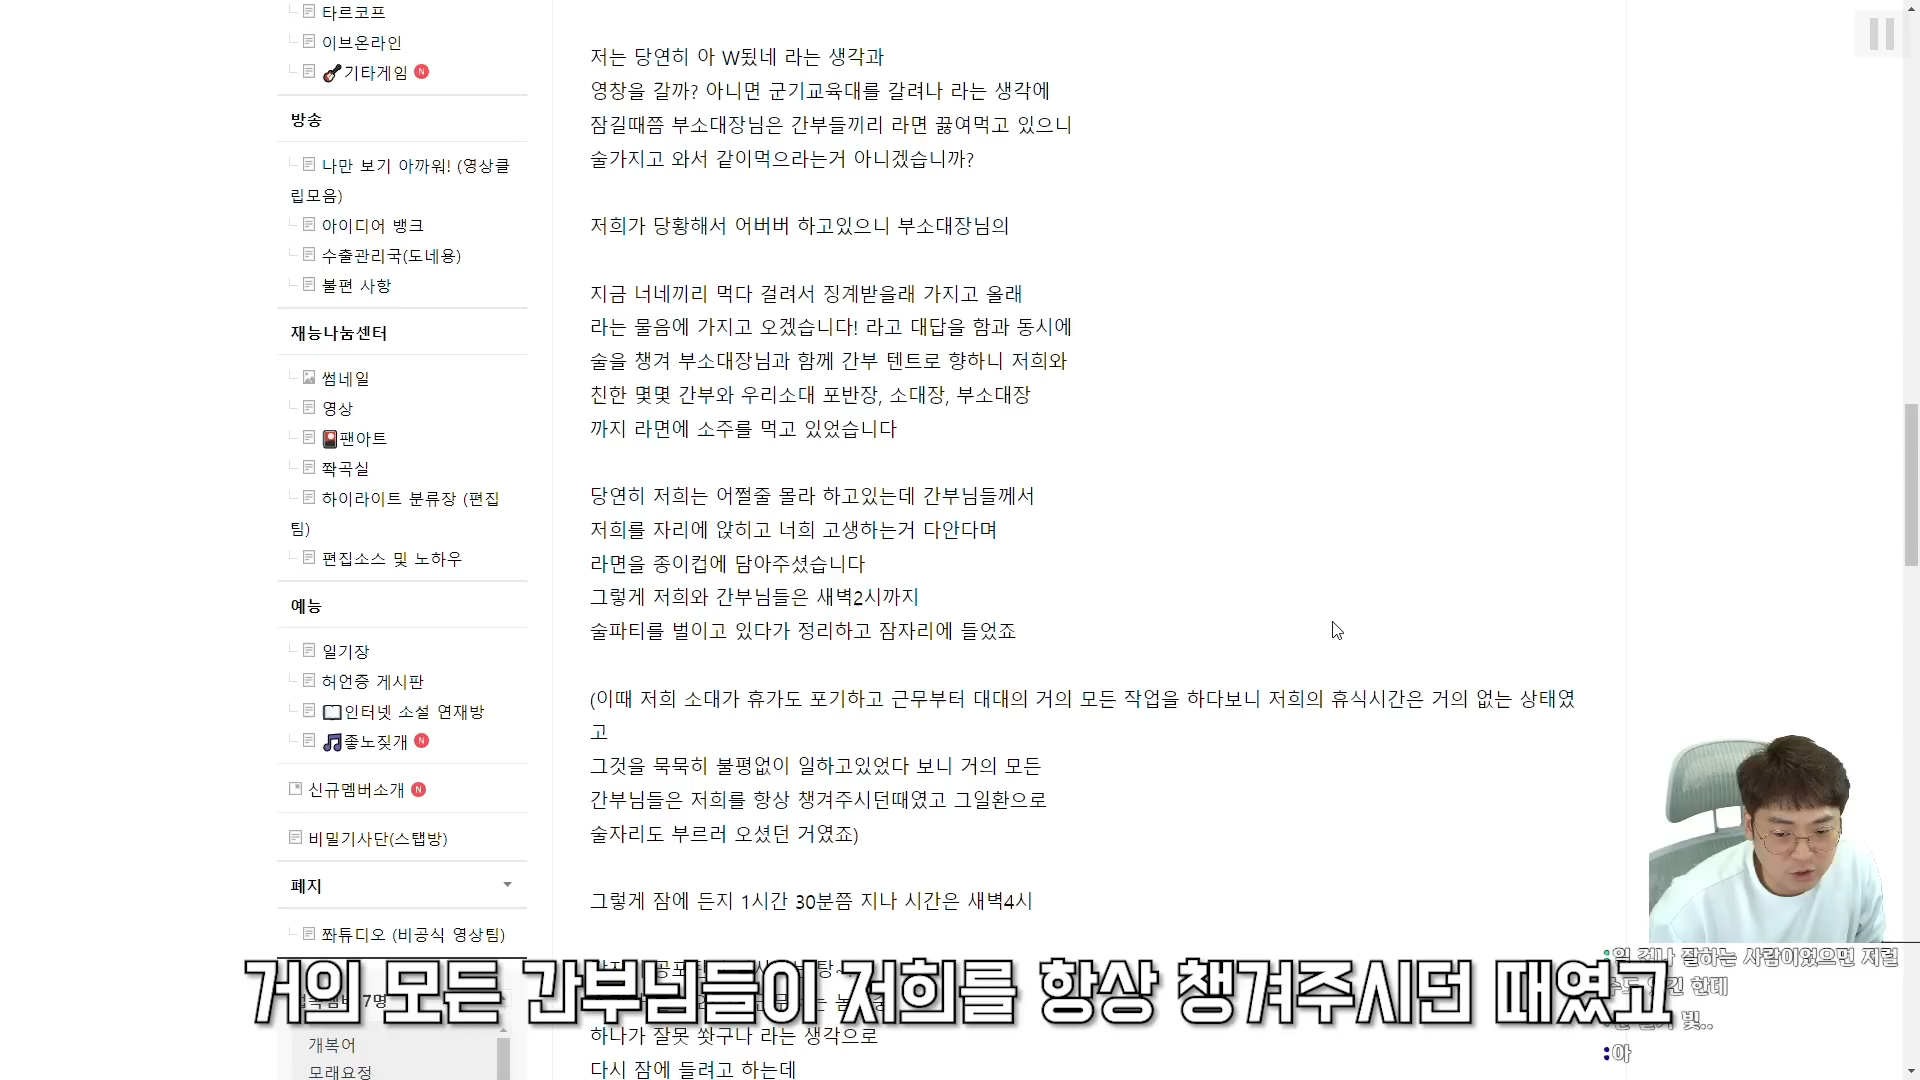 타르코프
이브온라인
기타게임 N
방송
나만 보기 아까워! (영상클
립모음)
아이디어 뱅크
수출관리국(도네용)
불편 사항
재능나눔센터
썸네일
영상
팬아트
쫙곡실
하이라이트 분류장 (편집
팀)
편집소스 및 노하우
예능
일기장
허언증 게시판
인터넷 소설 연재방
좋노짖개 N
신규멤버소개 N
비밀기사단(스탭방)
폐지
쫘튜디오 (비공식 영상팀)
7명
개복어
모래요정
저는 당연히 아 W됬네 라는 생각과
영창을 갈까? 아니면 군기교육대를 갈려나 라는 생각에
잠길때쯤 부소대장님은 간부들끼리 라면 끓여먹고 있으니
술가지고 와서 같이먹으라는거 아니겠습니까?
저희가 당황해서 어버버 하고있으니 부소대장님의
지금 너네끼리 먹다 걸려서 징계받을래 가지고 올래
라는 물음에 가지고 오겠습니다! 라고 대답을 함과 동시에
술을 챙겨 부소대장님과 함께 간부 텐트로 향하니 저희와
친한 몇몇 간부와 우리소대 포반장, 소대장, 부소대장
까지 라면에 소주를 먹고 있었습니다
당연히 저희는 어쩔줄 몰라 하고있는데 간부님들께서
저희를 자리에 앉히고 너희 고생하는거 다안다며
라면을 종이컵에 담아주셨습니다
그렇게 저희와 간부님들은 새벽2시까지
술파티를 벌이고 있다가 정리하고 잠자리에 들었죠
(이때 저희 소대가 휴가도 포기하고 근무부터 대대의 거의 모든 작업을 하다보니 저희의 휴식시간은 거의 없는 상태였
고
그것을 묵묵히 불평없이 일하고있었다 보니 거의 모든
간부님들은 저희를 항상 챙겨주시던때였고 그일환으로
술자리도 부르러 오셨던 거였죠)
그렇게 잠에 든지 1시간 30분쯤 지나 시간은 새벽4시
하나가 잘못 쐇구나 라는 생각으로
다시 잠에 들려고 하는데
거의 모든 간부님들이 저희를 항상 챙겨주시던 때였고
잘하는 사람이었으면 저럴
긴 한데
빛..
:아